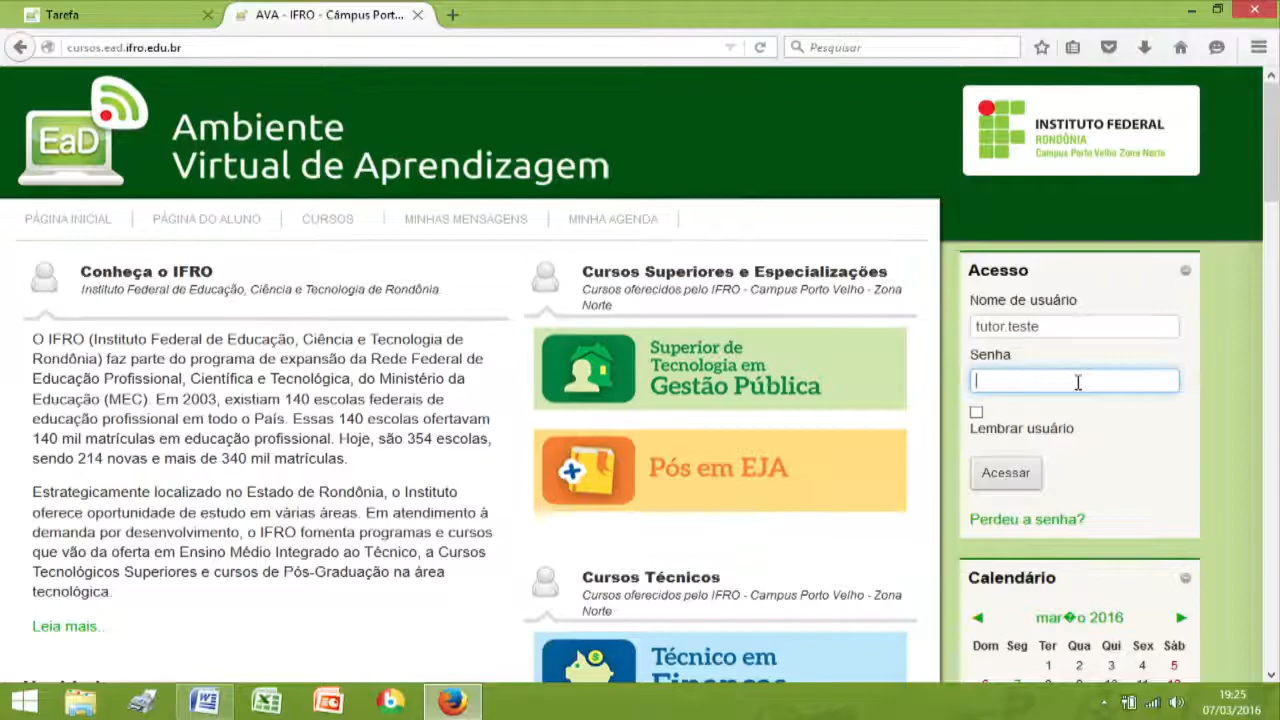 Tarefa
AVA - IFRO - Câmpus Port...
cursos.ead.ifro.edu.br
Pesquisar
EaD
Ambiente
Virtual de Aprendizagem
INSTITUTO FEDERAL
RONDÔNIA
Campus Porto Velho Zona Norte
PÁGINA INICIAL
PÁGINA DO ALUNO
CURSOS
MINHAS MENSAGENS
MINHA AGENDA
Conheça o IFRO
Instituto Federal de Educação, Ciência e Tecnologia de Rondônia.
O IFRO (Instituto Federal de Educação, Ciência e Tecnologia de
Rondônia) faz parte do programa de expansão da Rede Federal de
Educação Profissional, Científica e Tecnológica, do Ministério da
Educação (MEC). Em 2003, existiam 140 escolas federais de
educação profissional em todo o País. Essas 140 escolas ofertavam
140 mil matrículas em educação profissional. Hoje, são 354 escolas,
sendo 214 novas e mais de 340 mil matrículas.
Estrategicamente localizado no Estado de Rondônia, o Instituto
oferece oportunidade de estudo em várias áreas. Em atendimento à
demanda por desenvolvimento, o IFRO fomenta programas e cursos
que vão da oferta em Ensino Médio Integrado ao Técnico, a Cursos
Tecnológicos Superiores e cursos de Pós-Graduação na área
tecnológica.
Leia mais...
Cursos Superiores e Especializações
Cursos oferecidos pelo IFRO - Campus Porto Velho - Zona
Norte
Superior de
Tecnologia em
Gestão Pública
Pós em EJA
Cursos Técnicos
Cursos oferecidos pelo IFRO - Campus Porto Velho - Zona
Norte
Técnico em
Finanças
Acesso
Nome de usuário
tutor.teste
Senha
Lembrar usuário
Acessar
Perdeu a senha?
Calendário
mar�o 2016
Dom Seg Ter Qua Qui Sex Sáb
1 2 3 4 5
19:25
07/03/2016